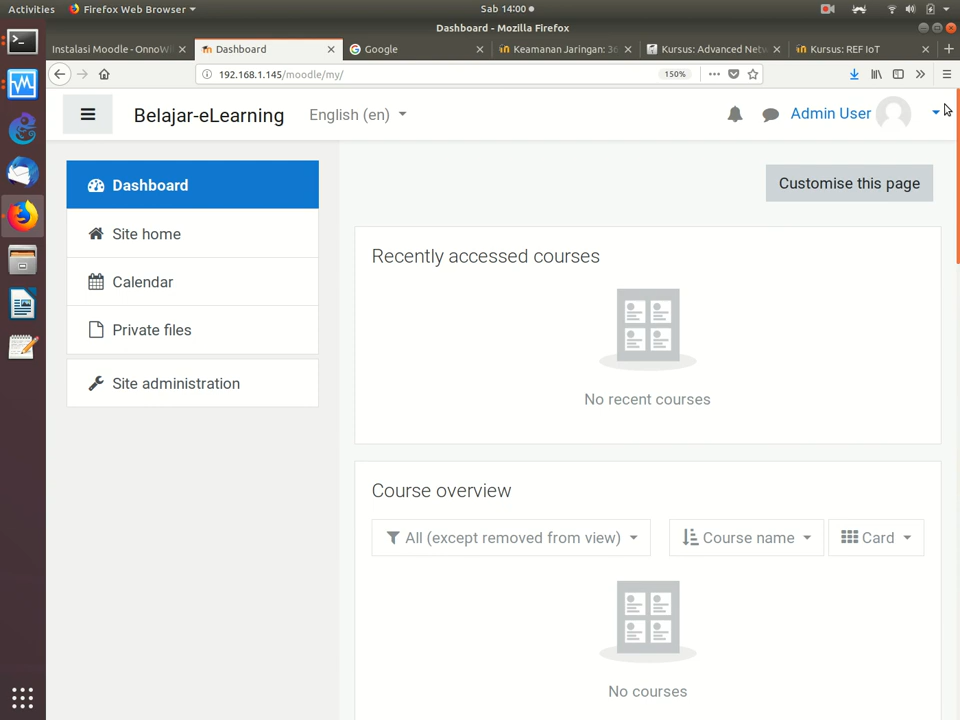 Activities Firefox Web Browser Sab 14:00
Dashboard - Mozilla Firefox
Instalasi Moodle - OnnoWi Dashboard Google Keamanan Jaringan: 3 Kursus: Advanced Net Kursus: REF IoT
192.168.1.145/moodle/my/ 150%
Belajar-eLearning English (en) Admin User
Dashboard
Customise this page
Site home
Calendar
Private files
Site administration
Recently accessed courses
No recent courses
Course overview
All (except removed from view) Course name Card
No courses